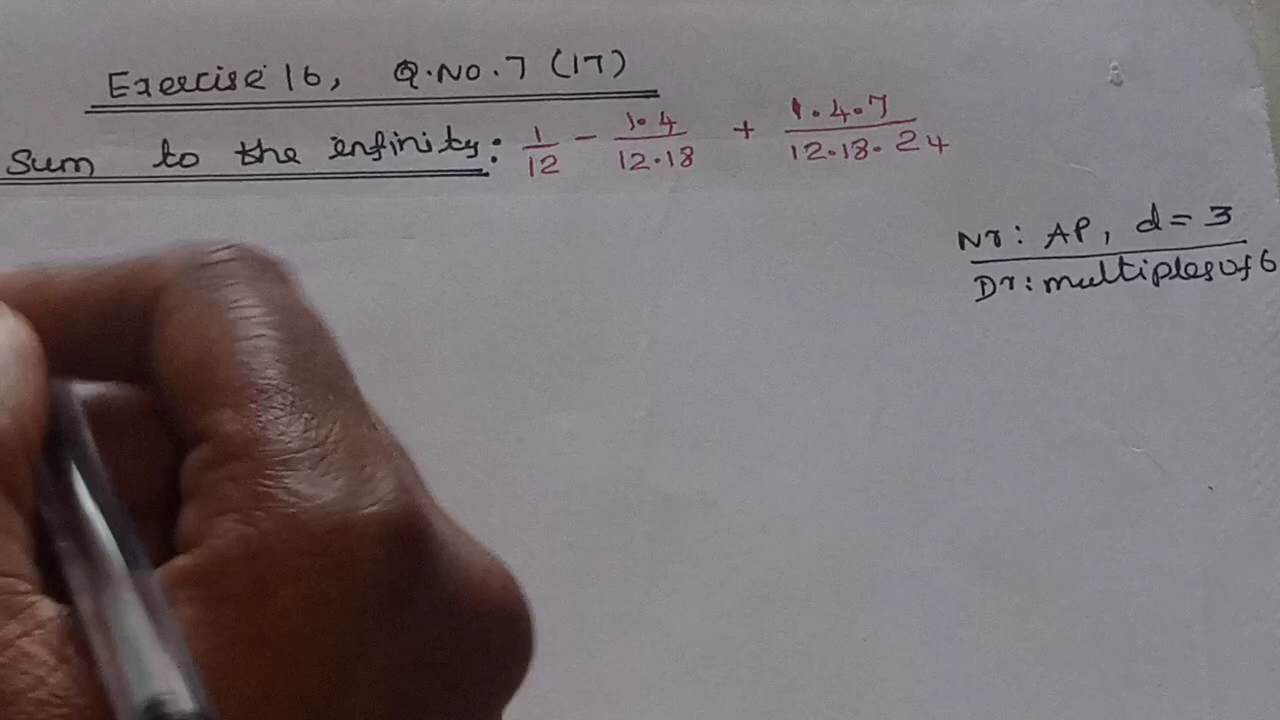 Exercise 16, Q.No.7 (17)
Sum to the infinity: 1/12 - 1.4/12.18 + 1.4.7/12.18.24
Nr: AP, d = 3
Dr: multiples of 6